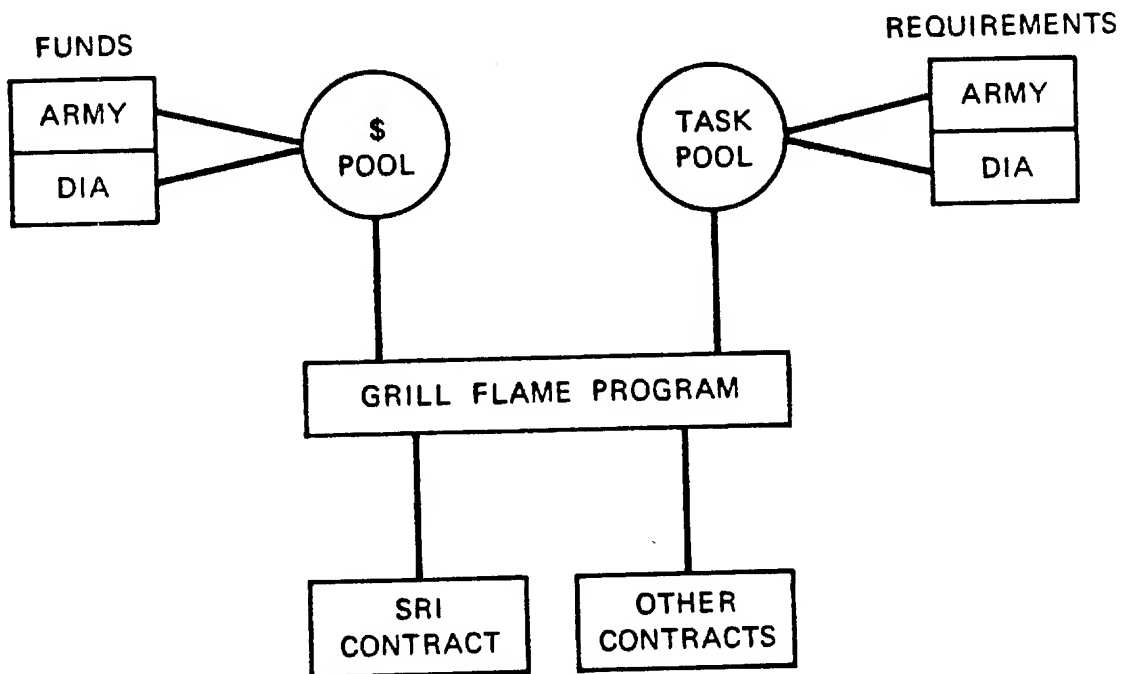 FUNDS
ARMY
DIA
$
POOL
TASK
POOL
REQUIREMENTS
ARMY
DIA
GRILL FLAME PROGRAM
SRI
CONTRACT
OTHER
CONTRACTS